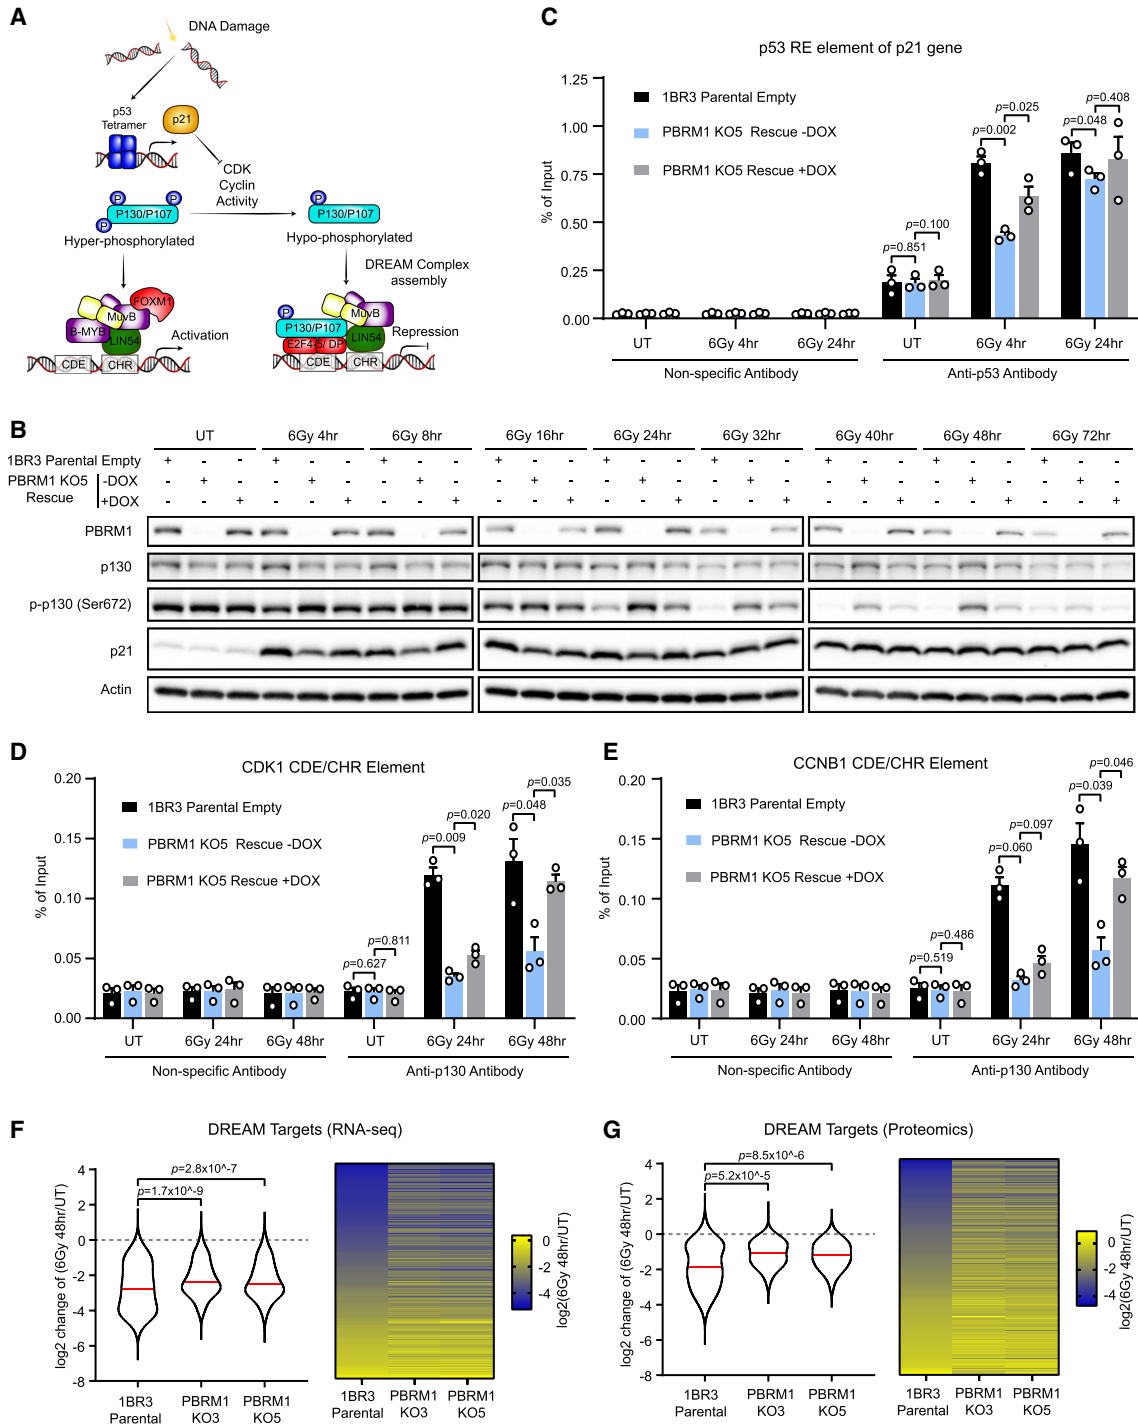 A
DNA Damage
p53
Tetramer
p21
CDK
Cyclin
Activity
P
P
P
P130/P107
Hyper-phosphorylated
P
P130/P107
Hypo-phosphorylated
DREAM Complex
assembly
FOXM1
MuvB
B-MYB
LIN54
Activation
CDE
CHR
P
P130/P107
MuvB
E2F4-5/ DP
LIN54
Repression
CDE
CHR
C
p53 RE element of p21 gene
1BR3 Parental Empty
PBRM1 KO5 Rescue -DOX
PBRM1 KO5 Rescue +DOX
% of Input
1.25
1.00
0.75
0.50
0.25
0.00
p=0.851
p=0.100
p=0.002
p=0.025
p=0.048
p=0.408
UT
6Gy 4hr
6Gy 24hr
UT
6Gy 4hr
6Gy 24hr
Non-specific Antibody
Anti-p53 Antibody
B
UT
6Gy 4hr
6Gy 8hr
6Gy 16hr
6Gy 24hr
6Gy 32hr
6Gy 40hr
6Gy 48hr
6Gy 72hr
1BR3 Parental Empty + - - + - - + - - + - - + - - + - - + - - + - - + - -
PBRM1 KO5 Rescue
-DOX - + - - + - - + - - + - - + - - + - - + - - + - - + -
+DOX - - + - - + - - + - - + - - + - - + - - + - - + - - +
PBRM1
p130
p-p130 (Ser672)
p21
Actin
D
CDK1 CDE/CHR Element
1BR3 Parental Empty
PBRM1 KO5 Rescue -DOX
PBRM1 KO5 Rescue +DOX
% of Input
0.20
0.15
0.10
0.05
0.00
p=0.627
p=0.811
p=0.009
p=0.020
p=0.048
p=0.035
UT
6Gy 24hr
6Gy 48hr
UT
6Gy 24hr
6Gy 48hr
Non-specific Antibody
Anti-p130 Antibody
E
CCNB1 CDE/CHR Element
1BR3 Parental Empty
PBRM1 KO5 Rescue -DOX
PBRM1 KO5 Rescue +DOX
% of Input
0.20
0.15
0.10
0.05
0.00
p=0.519
p=0.486
p=0.060
p=0.097
p=0.039
p=0.046
UT
6Gy 24hr
6Gy 48hr
UT
6Gy 24hr
6Gy 48hr
Non-specific Antibody
Anti-p130 Antibody
F
DREAM Targets (RNA-seq)
log2 change of (6Gy 48hr/UT)
4
2
0
-2
-4
-6
-8
p=2.8x10^-7
p=1.7x10^-9
1BR3
Parental
PBRM1
KO3
PBRM1
KO5
1BR3
Parental
PBRM1
KO3
PBRM1
KO5
0
-2
-4
log2(6Gy 48hr/UT)
G
DREAM Targets (Proteomics)
log2 change of (6Gy 48hr/UT)
4
2
0
-2
-4
-6
-8
p=8.5x10^-6
p=5.2x10^-5
1BR3
Parental
PBRM1
KO3
PBRM1
KO5
1BR3
Parental
PBRM1
KO3
PBRM1
KO5
0
-2
-4
log2(6Gy 48hr/UT)